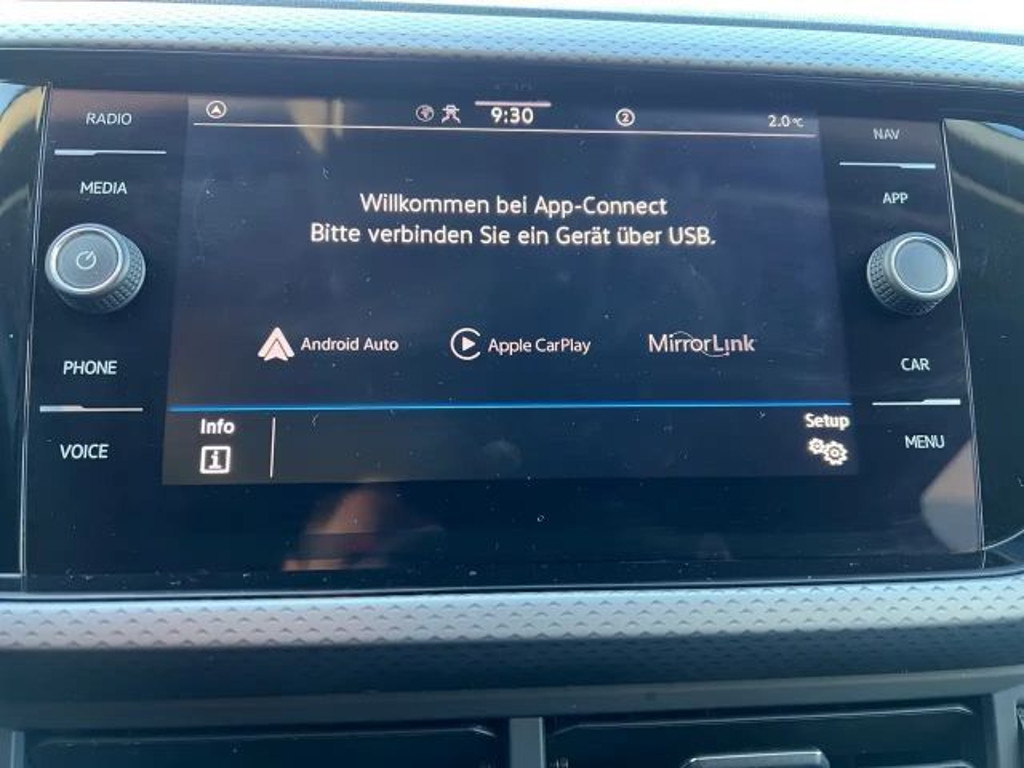 RADIO
9:30
2
2.0°C
NAV
MEDIA
APP
Willkommen bei App-Connect
Bitte verbinden Sie ein Gerät über USB.
Android Auto
Apple CarPlay
MirrorLink
PHONE
CAR
Info
Setup
VOICE
MENU